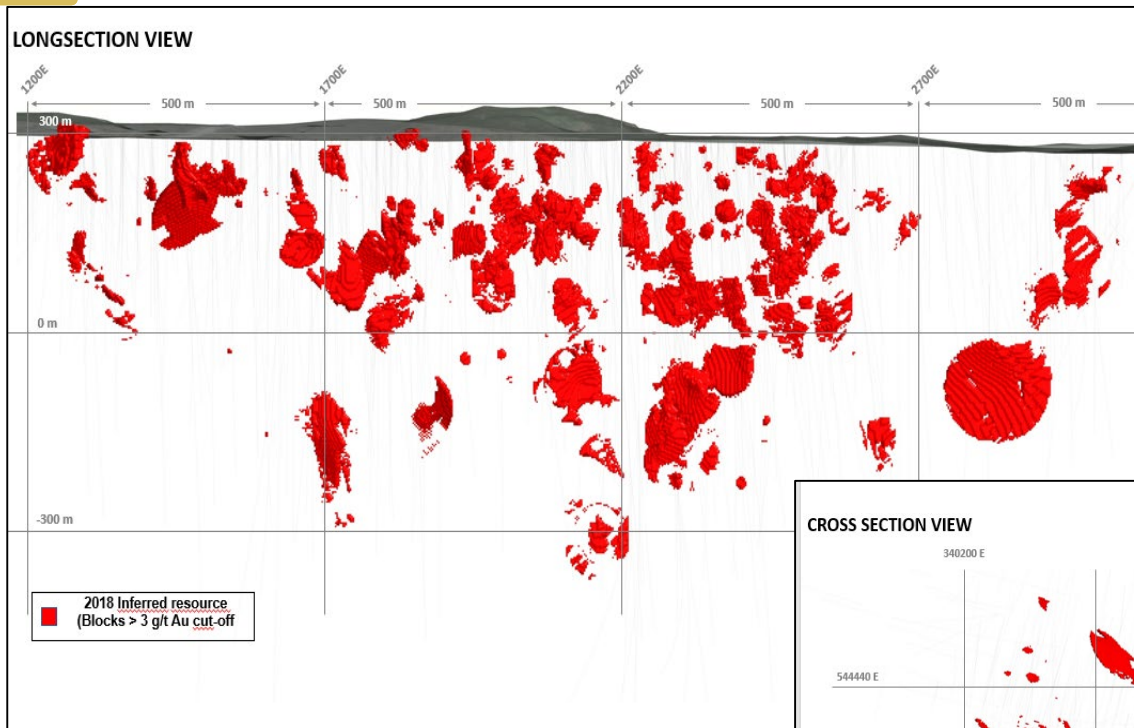 LONGSECTION VIEW
1200E
1700E
2200E
2700E
500 m
500 m
500 m
500 m
300 m
0 m
-300 m
2018 Inferred resource
(Blocks > 3 g/t Au cut-off
CROSS SECTION VIEW
340200 E
544440 E